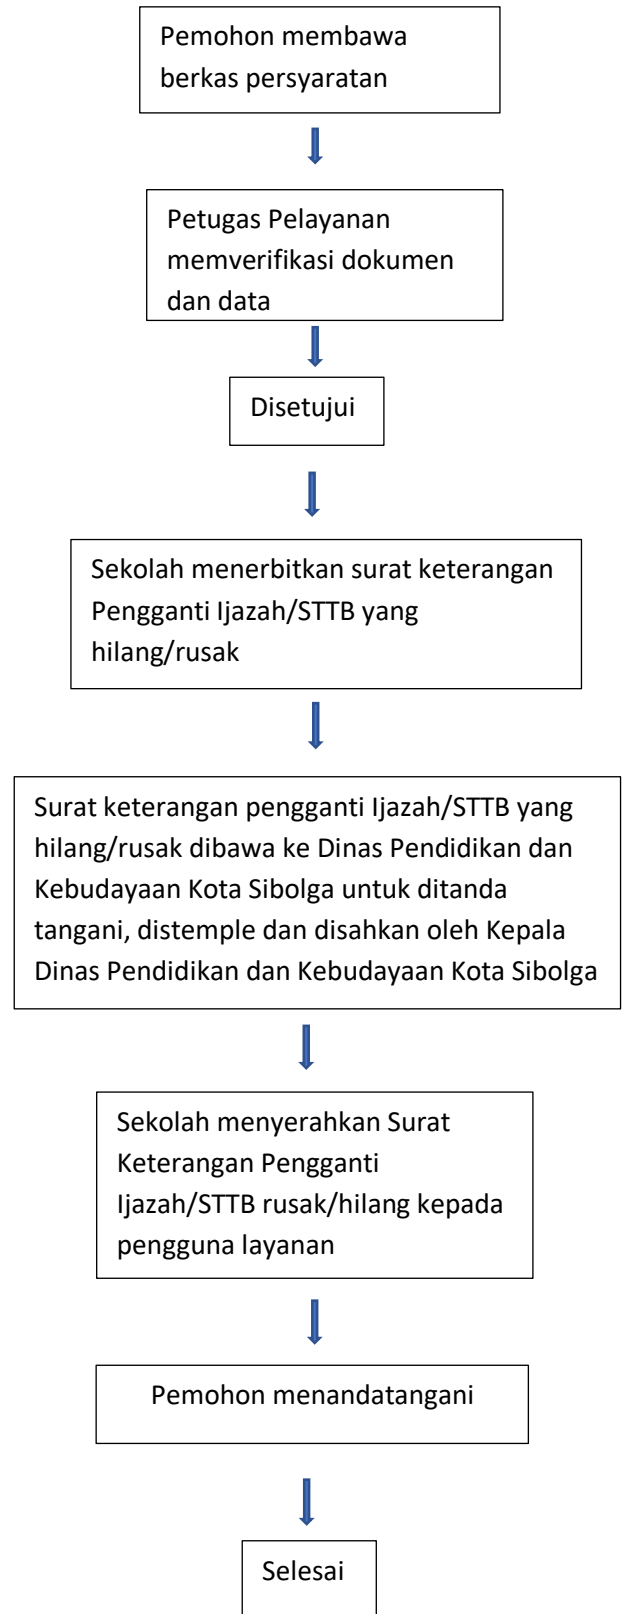 Pemohon membawa
berkas persyaratan
Petugas Pelayanan
memverifikasi dokumen
dan data
Disetujui
Sekolah menerbitkan surat keterangan
Pengganti Ijazah/STTB yang
hilang/rusak
Surat keterangan pengganti Ijazah/STTB yang
hilang/rusak dibawa ke Dinas Pendidikan dan
Kebudayaan Kota Sibolga untuk ditanda
tangani, distemple dan disahkan oleh Kepala
Dinas Pendidikan dan Kebudayaan Kota Sibolga
Sekolah menyerahkan Surat
Keterangan Pengganti
Ijazah/STTB rusak/hilang kepada
pengguna layanan
Pemohon menandatangani
Selesai